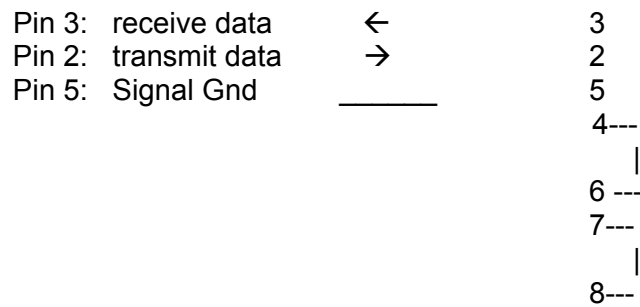 Pin 3: receive data ← 3
Pin 2: transmit data → 2
Pin 5: Signal Gnd ______ 5
4---
|
6 ---
7---
|
8---